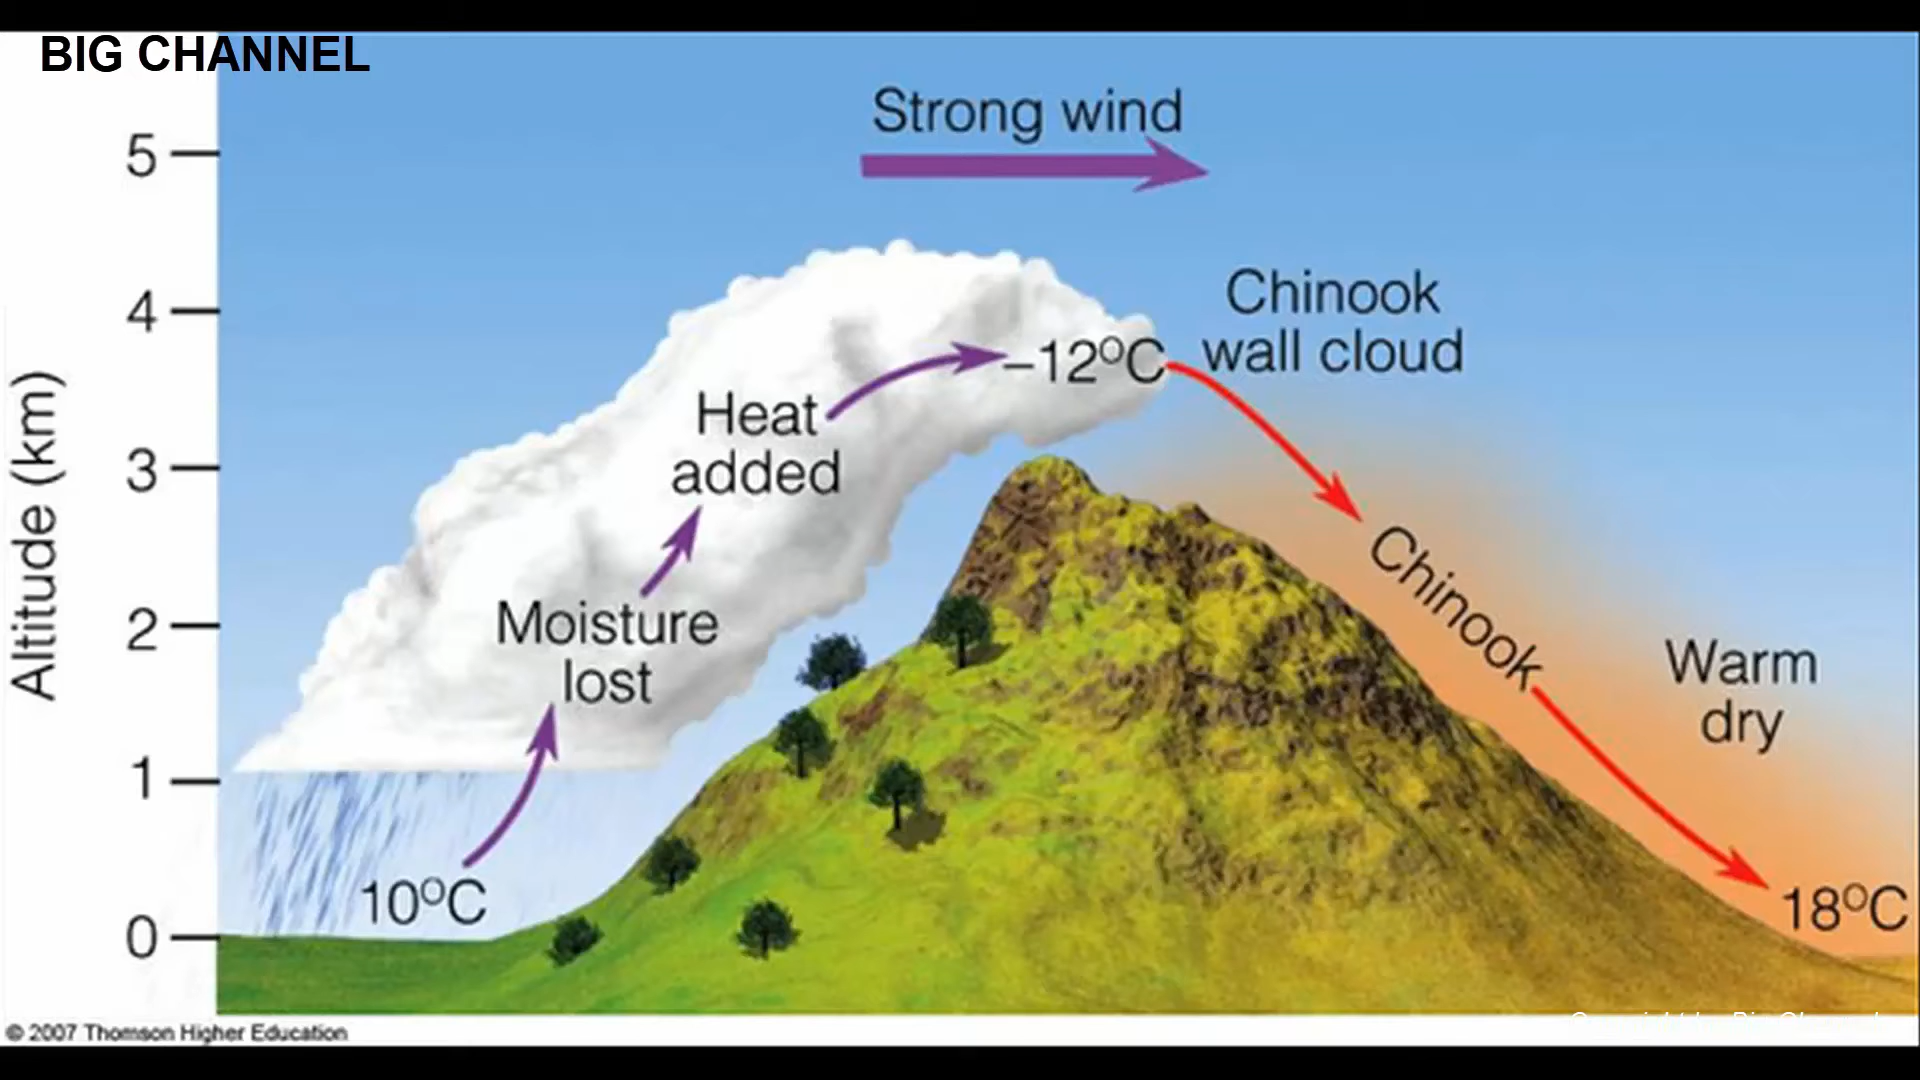 BIG CHANNEL
Strong wind
5
4
3
2
1
0
Altitude (km)
Chinook
wall cloud
–12°C
Heat
added
Moisture
lost
10°C
Chinook
Warm
dry
18°C
© 2007 Thomson Higher Education